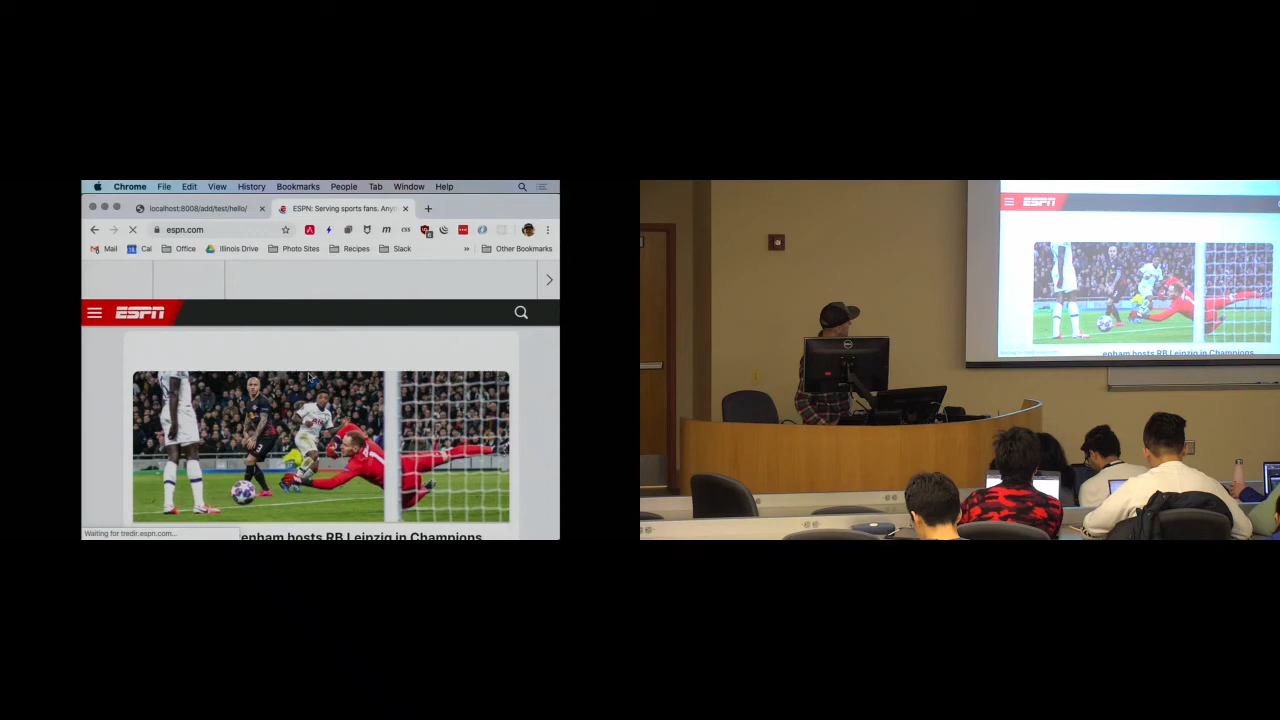 Chrome File Edit View History Bookmarks People Tab Window Help
localhost:8008/add/test/hello/ ESPN: Serving sports fans. Any
espn.com
Mail Cal Office Illinois Drive Photo Sites Recipes Slack Other Bookmarks
ESPN
enham hosts RB Leipzig in Champions
Waiting for tredir.espn.com...
ESPN
enham hosts RB Leipzig in Champions
DELL